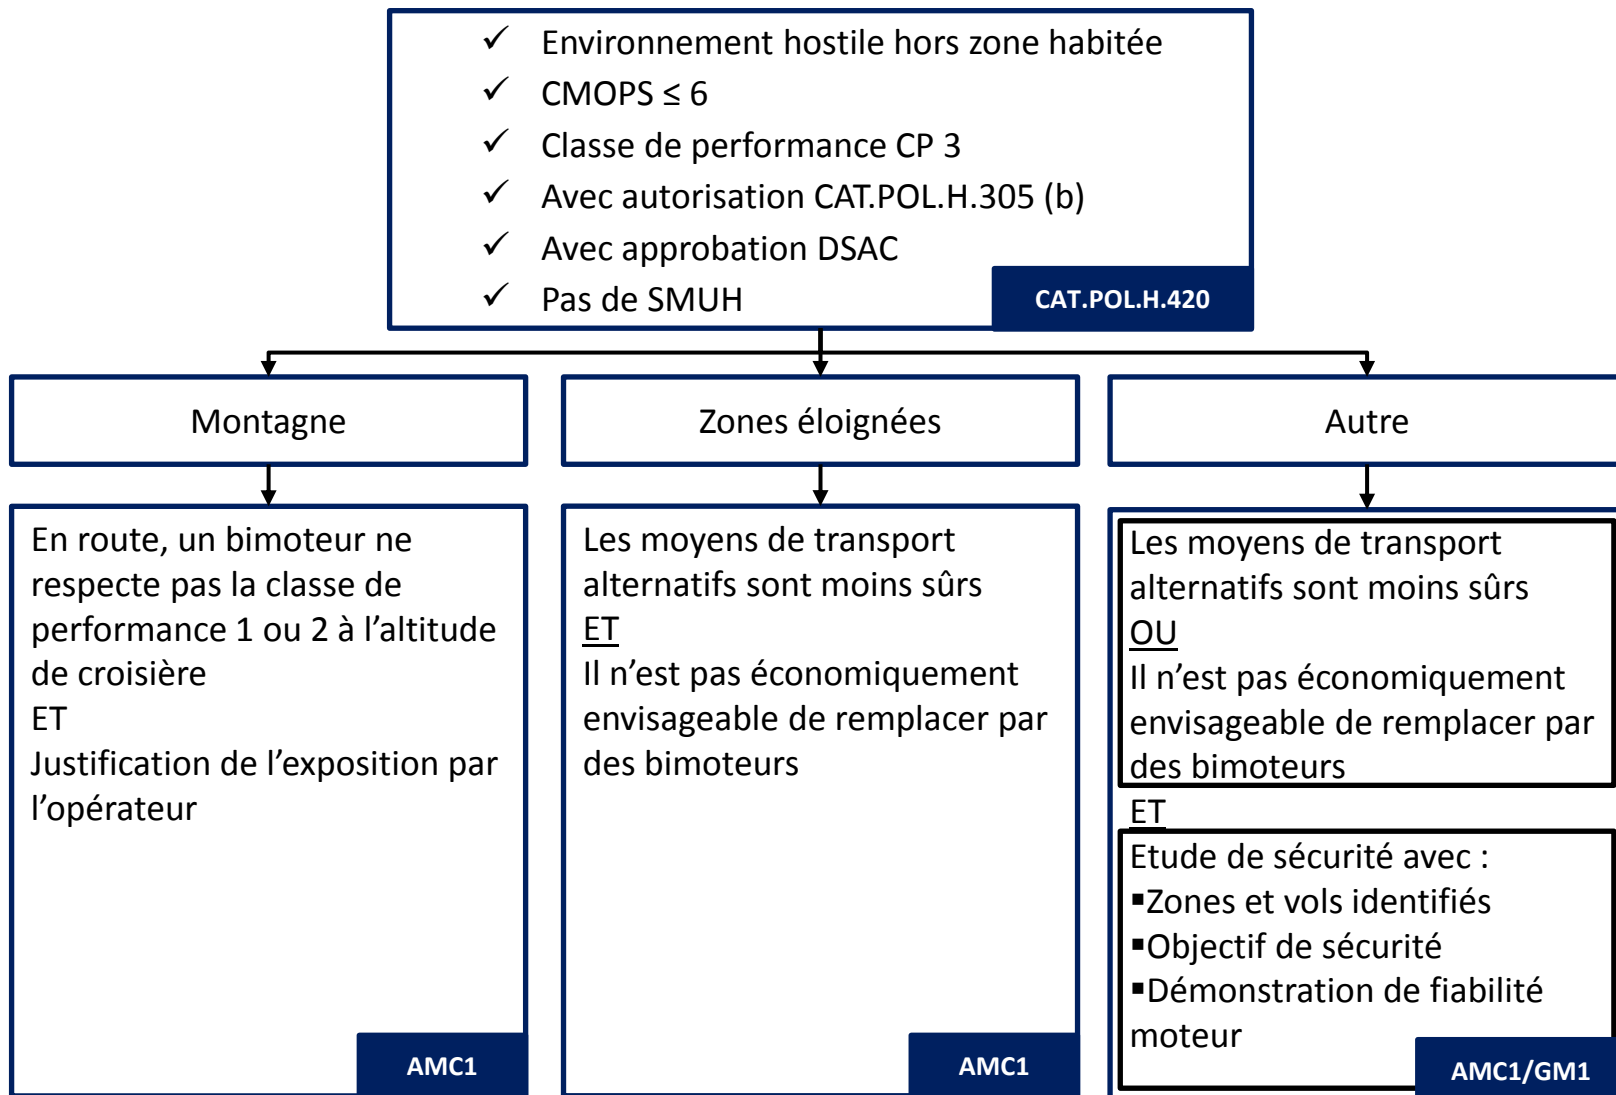 ✓ Environnement hostile hors zone habitée
✓ CMOPS ≤ 6
✓ Classe de performance CP 3
✓ Avec autorisation CAT.POL.H.305 (b)
✓ Avec approbation DSAC
✓ Pas de SMUH
CAT.POL.H.420
Montagne
En route, un bimoteur ne
respecte pas la classe de
performance 1 ou 2 à l’altitude
de croisière
ET
Justification de l’exposition par
l’opérateur
AMC1
Zones éloignées
Les moyens de transport
alternatifs sont moins sûrs
ET
Il n’est pas économiquement
envisageable de remplacer par
des bimoteurs
AMC1
Autre
Les moyens de transport
alternatifs sont moins sûrs
OU
Il n’est pas économiquement
envisageable de remplacer par
des bimoteurs
ET
Etude de sécurité avec :
▪Zones et vols identifiés
▪Objectif de sécurité
▪Démonstration de fiabilité
moteur
AMC1/GM1